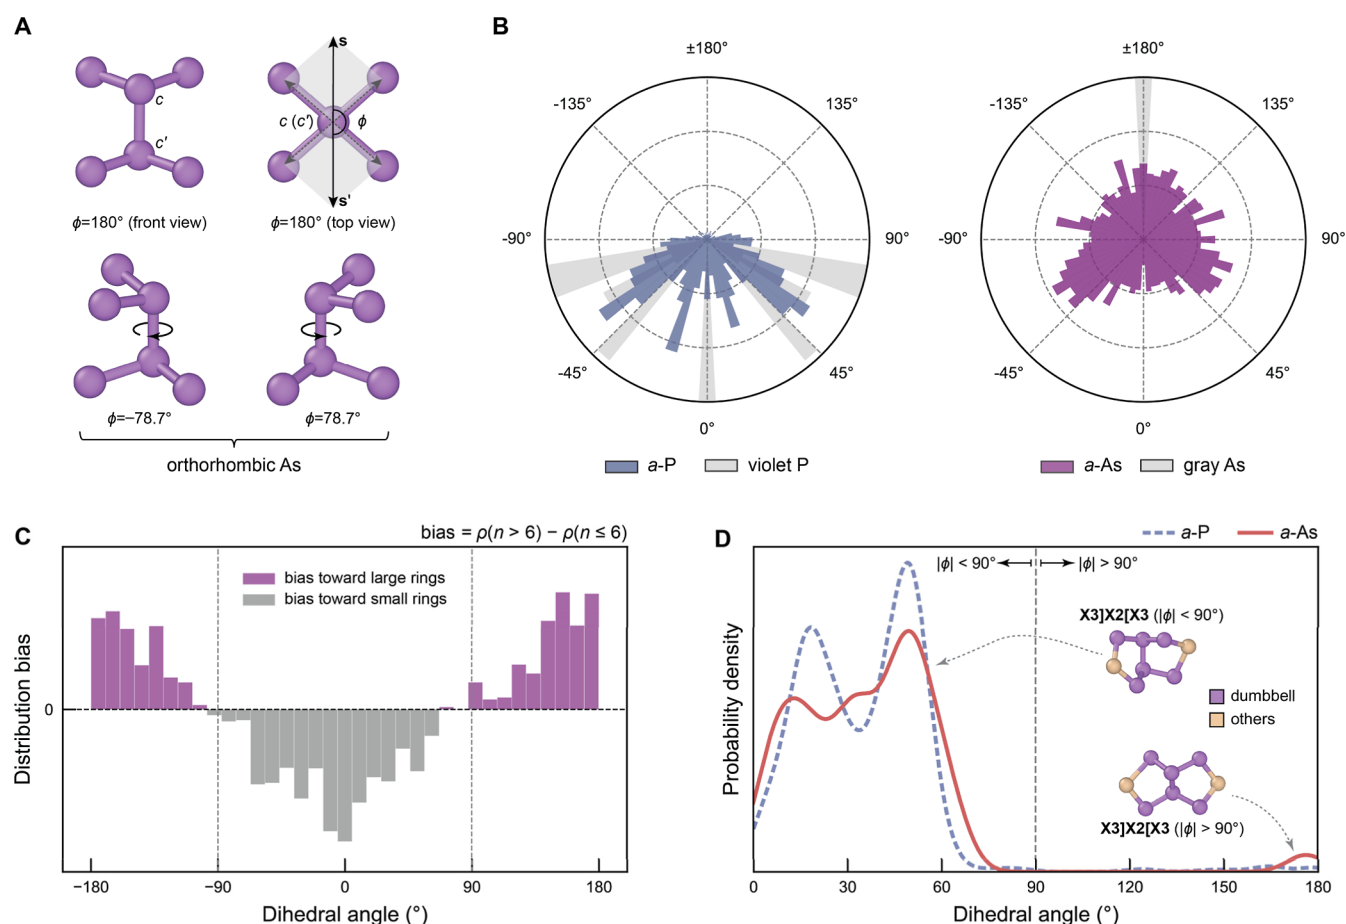 A
c
c'
ϕ=180° (front view)
s
c (c')
ϕ
s'
ϕ=180° (top view)
ϕ=−78.7°
ϕ=78.7°
orthorhombic As
B
±180°
-135°
135°
-90°
90°
-45°
45°
0°
a-P
violet P
±180°
-135°
135°
-90°
90°
-45°
45°
0°
a-As
gray As
C
bias = ρ(n > 6) − ρ(n ≤ 6)
bias toward large rings
bias toward small rings
Distribution bias
0
−180
−90
0
90
180
Dihedral angle (°)
D
a-P
a-As
|ϕ| < 90°
|ϕ| > 90°
X3]X2[X3 (|ϕ| < 90°)
dumbbell
others
X3]X2[X3 (|ϕ| > 90°)
Probability density
0
30
60
90
120
150
180
Dihedral angle (°)